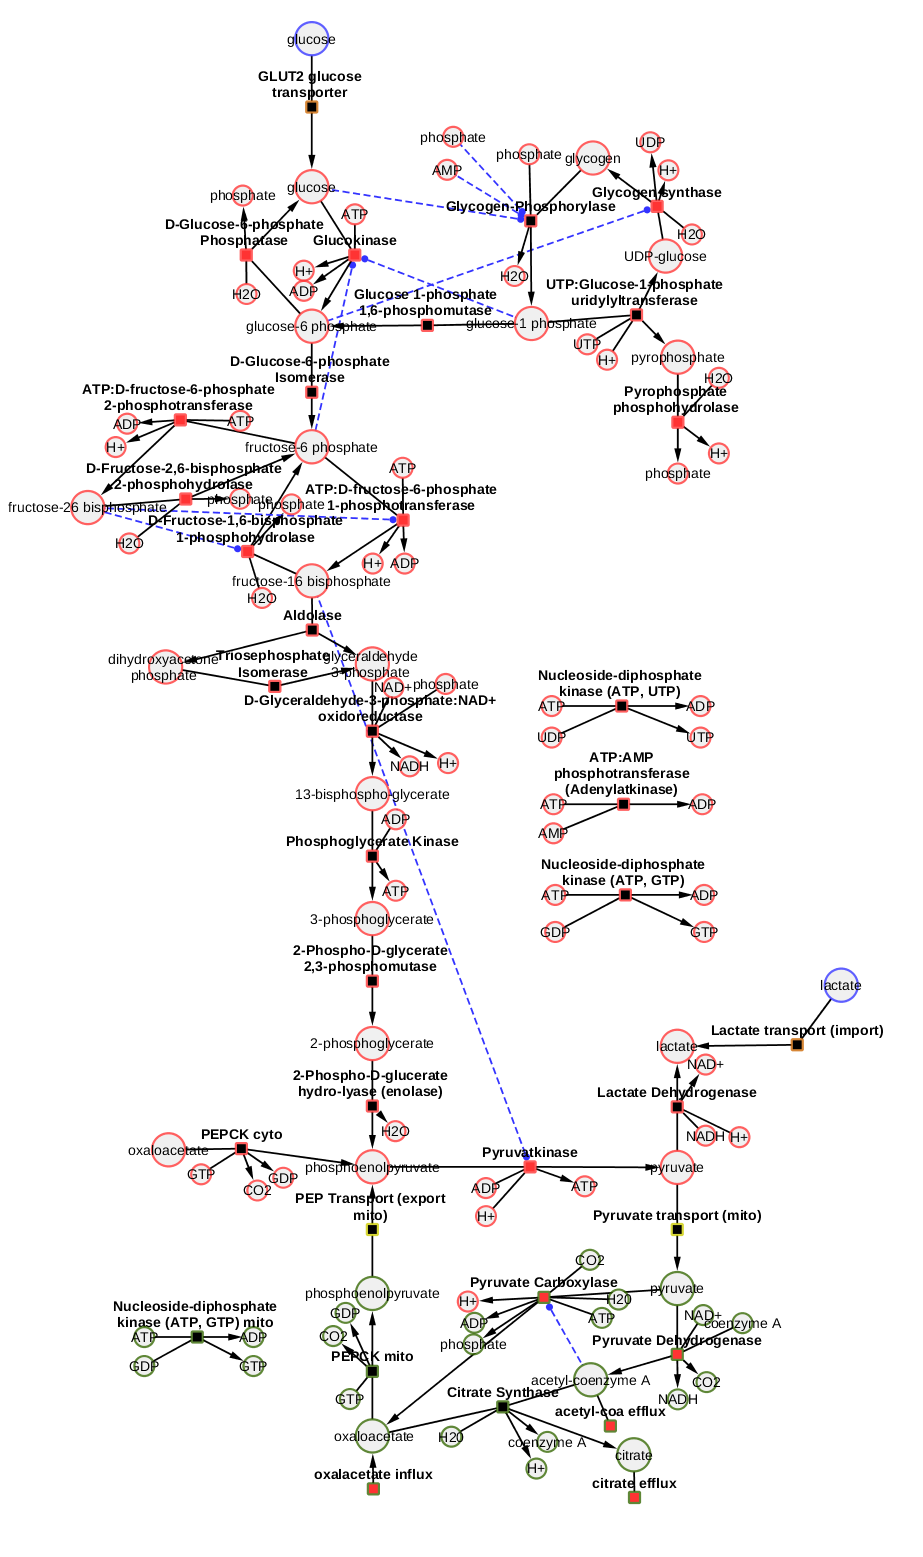 glucose
GLUT2 glucose
transporter
phosphate
phosphate
AMP
glycogen
UDP
H+
Glycogen synthase
Glycogen-Phosphorylase
glucose
phosphate
ATP
D-Glucose-6-phosphate
Phosphatase
Glucokinase
H2O
UDP-glucose
H+
ADP
H2O
H2O
UTP:Glucose-1-phosphate
uridylyltransferase
Glucose 1-phosphate
1,6-phosphomutase
glucose-6 phosphate
glucose-1 phosphate
UTP
H+
pyrophosphate
D-Glucose-6-phosphate
Isomerase
H2O
Pyrophosphate
phosphohydrolase
ATP:D-fructose-6-phosphate
2-phosphotransferase
ADP
ATP
H+
fructose-6 phosphate
H+
phosphate
D-Fructose-2,6-bisphosphate
2-phosphohydrolase
ATP
ATP:D-fructose-6-phosphate
1-phosphotransferase
phosphate
phosphate
fructose-26 bisphosphate
D-Fructose-1,6-bisphosphate
1-phosphohydrolase
H2O
H+
ADP
fructose-16 bisphosphate
H2O
Aldolase
dihydroxyacetone
phosphate
Triosephosphate
Isomerase
glyceraldehyde
3-phosphate
NAD+
phosphate
D-Glyceraldehyde-3-phosphate:NAD+
oxidoreductase
NADH
H+
Nucleoside-diphosphate
kinase (ATP, UTP)
ATP
ADP
UDP
UTP
ATP:AMP
phosphotransferase
(Adenylatkinase)
ATP
ADP
AMP
13-bisphospho-glycerate
ADP
Phosphoglycerate Kinase
ATP
Nucleoside-diphosphate
kinase (ATP, GTP)
ATP
ADP
GDP
GTP
3-phosphoglycerate
2-Phospho-D-glycerate
2,3-phosphomutase
lactate
Lactate transport (import)
2-phosphoglycerate
lactate
NAD+
2-Phospho-D-glucerate
hydro-lyase (enolase)
Lactate Dehydrogenase
H2O
NADH
H+
PEPCK cyto
oxaloacetate
Pyruvatkinase
phosphoenolpyruvate
pyruvate
GTP
CO2
GDP
ADP
ATP
H+
PEP Transport (export
mito)
Pyruvate transport (mito)
CO2
Pyruvate Carboxylase
phosphoenolpyruvate
pyruvate
H+
H20
ADP
ATP
phosphate
NAD+
coenzyme A
Pyruvate Dehydrogenase
Nucleoside-diphosphate
kinase (ATP, GTP) mito
ATP
ADP
GDP
GTP
GDP
CO2
PEPCK mito
GTP
acetyl-coenzyme A
CO2
NADH
Citrate Synthase
acetyl-coa efflux
oxaloacetate
H20
coenzyme A
H+
citrate
oxalacetate influx
citrate efflux